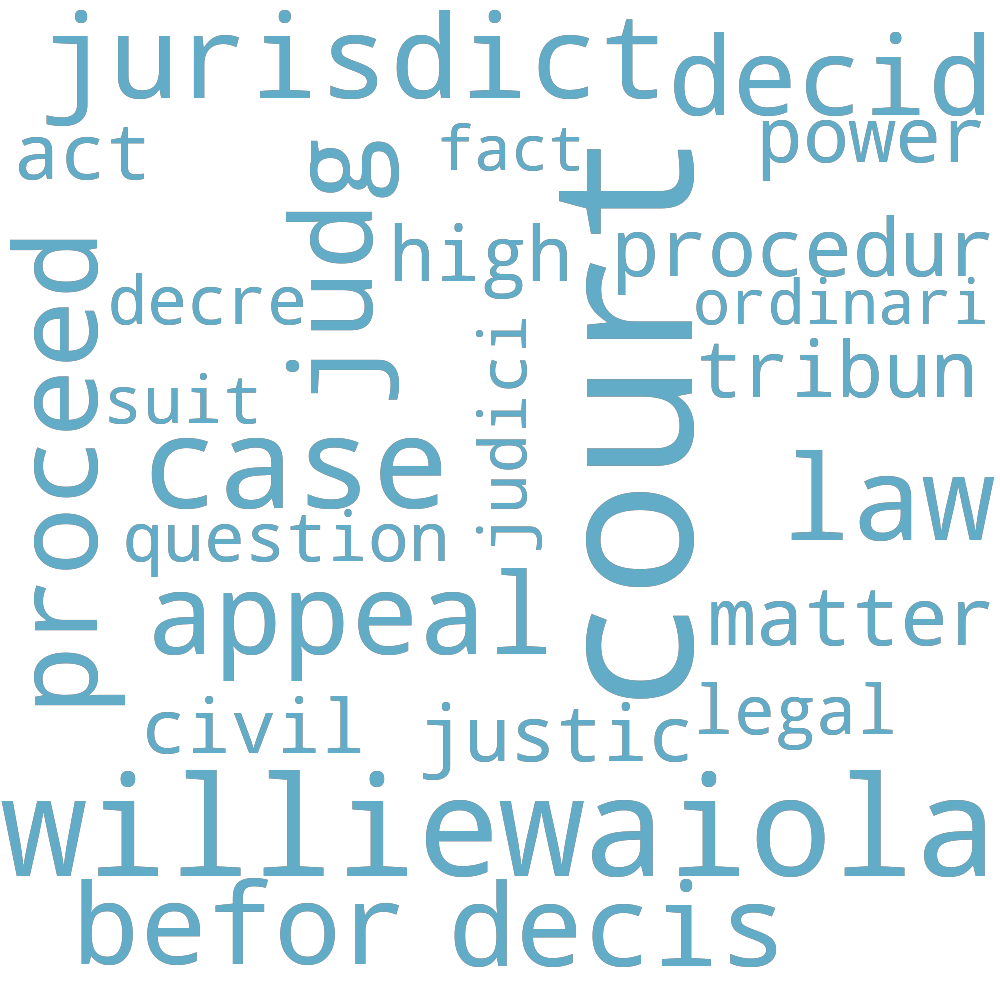 jurisdict
decid
act
fact
power
judg
court
proceed
high
procedur
decre
ordinari
judici
tribun
suit
case
law
question
appeal
matter
civil
justic
legal
williewaiola
befor
decis